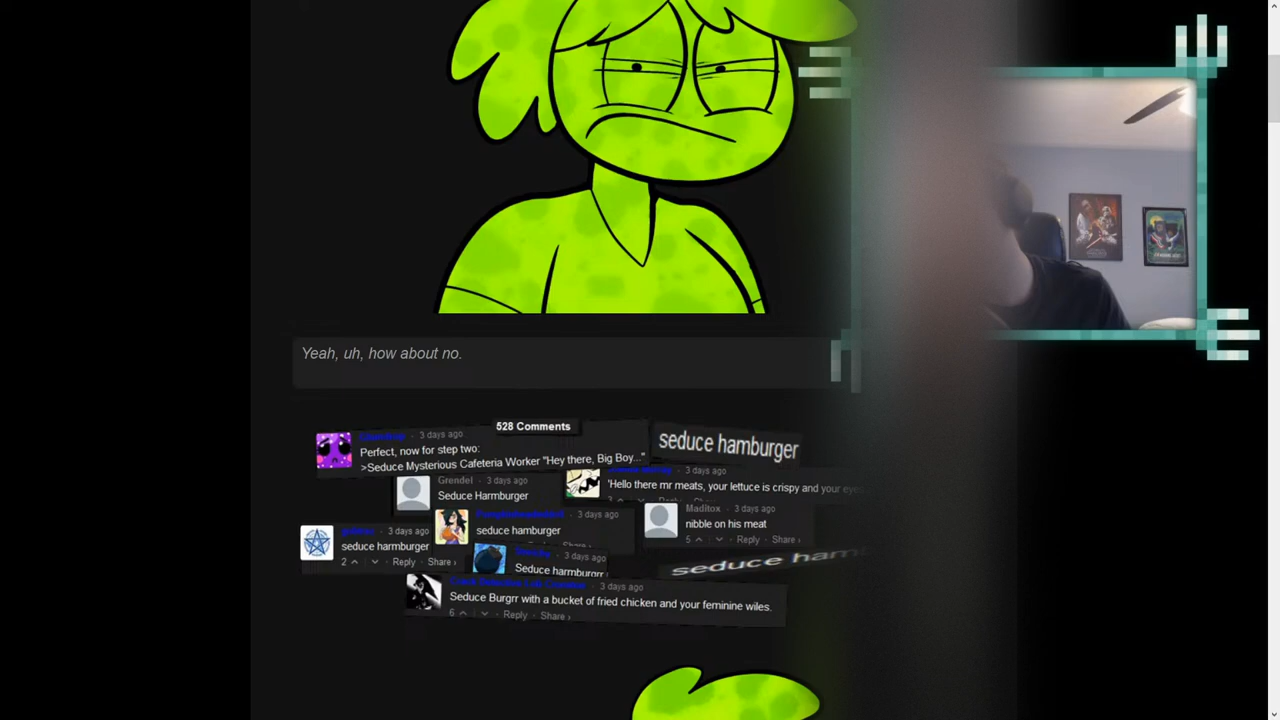 Yeah, uh, how about no.
528 Comments
seduce hamburger
3 days ago
Perfect, now for step two:
>Seduce Mysterious Cafeteria Worker "Hey there, Big Boy..."
3 days ago
'Hello there mr meats, your lettuce is crispy and your eyes
Grendel · 3 days ago
Seduce Harmburger
3 days ago
seduce hamburger
Maditox · 3 days ago
nibble on his meat
5 Reply Share ›
3 days ago
seduce harmburger
2 Reply Share ›
3 days ago
Seduce harmburgrr
seduce ham
3 days ago
Seduce Burgrr with a bucket of fried chicken and your feminine wiles.
6 Reply Share ›